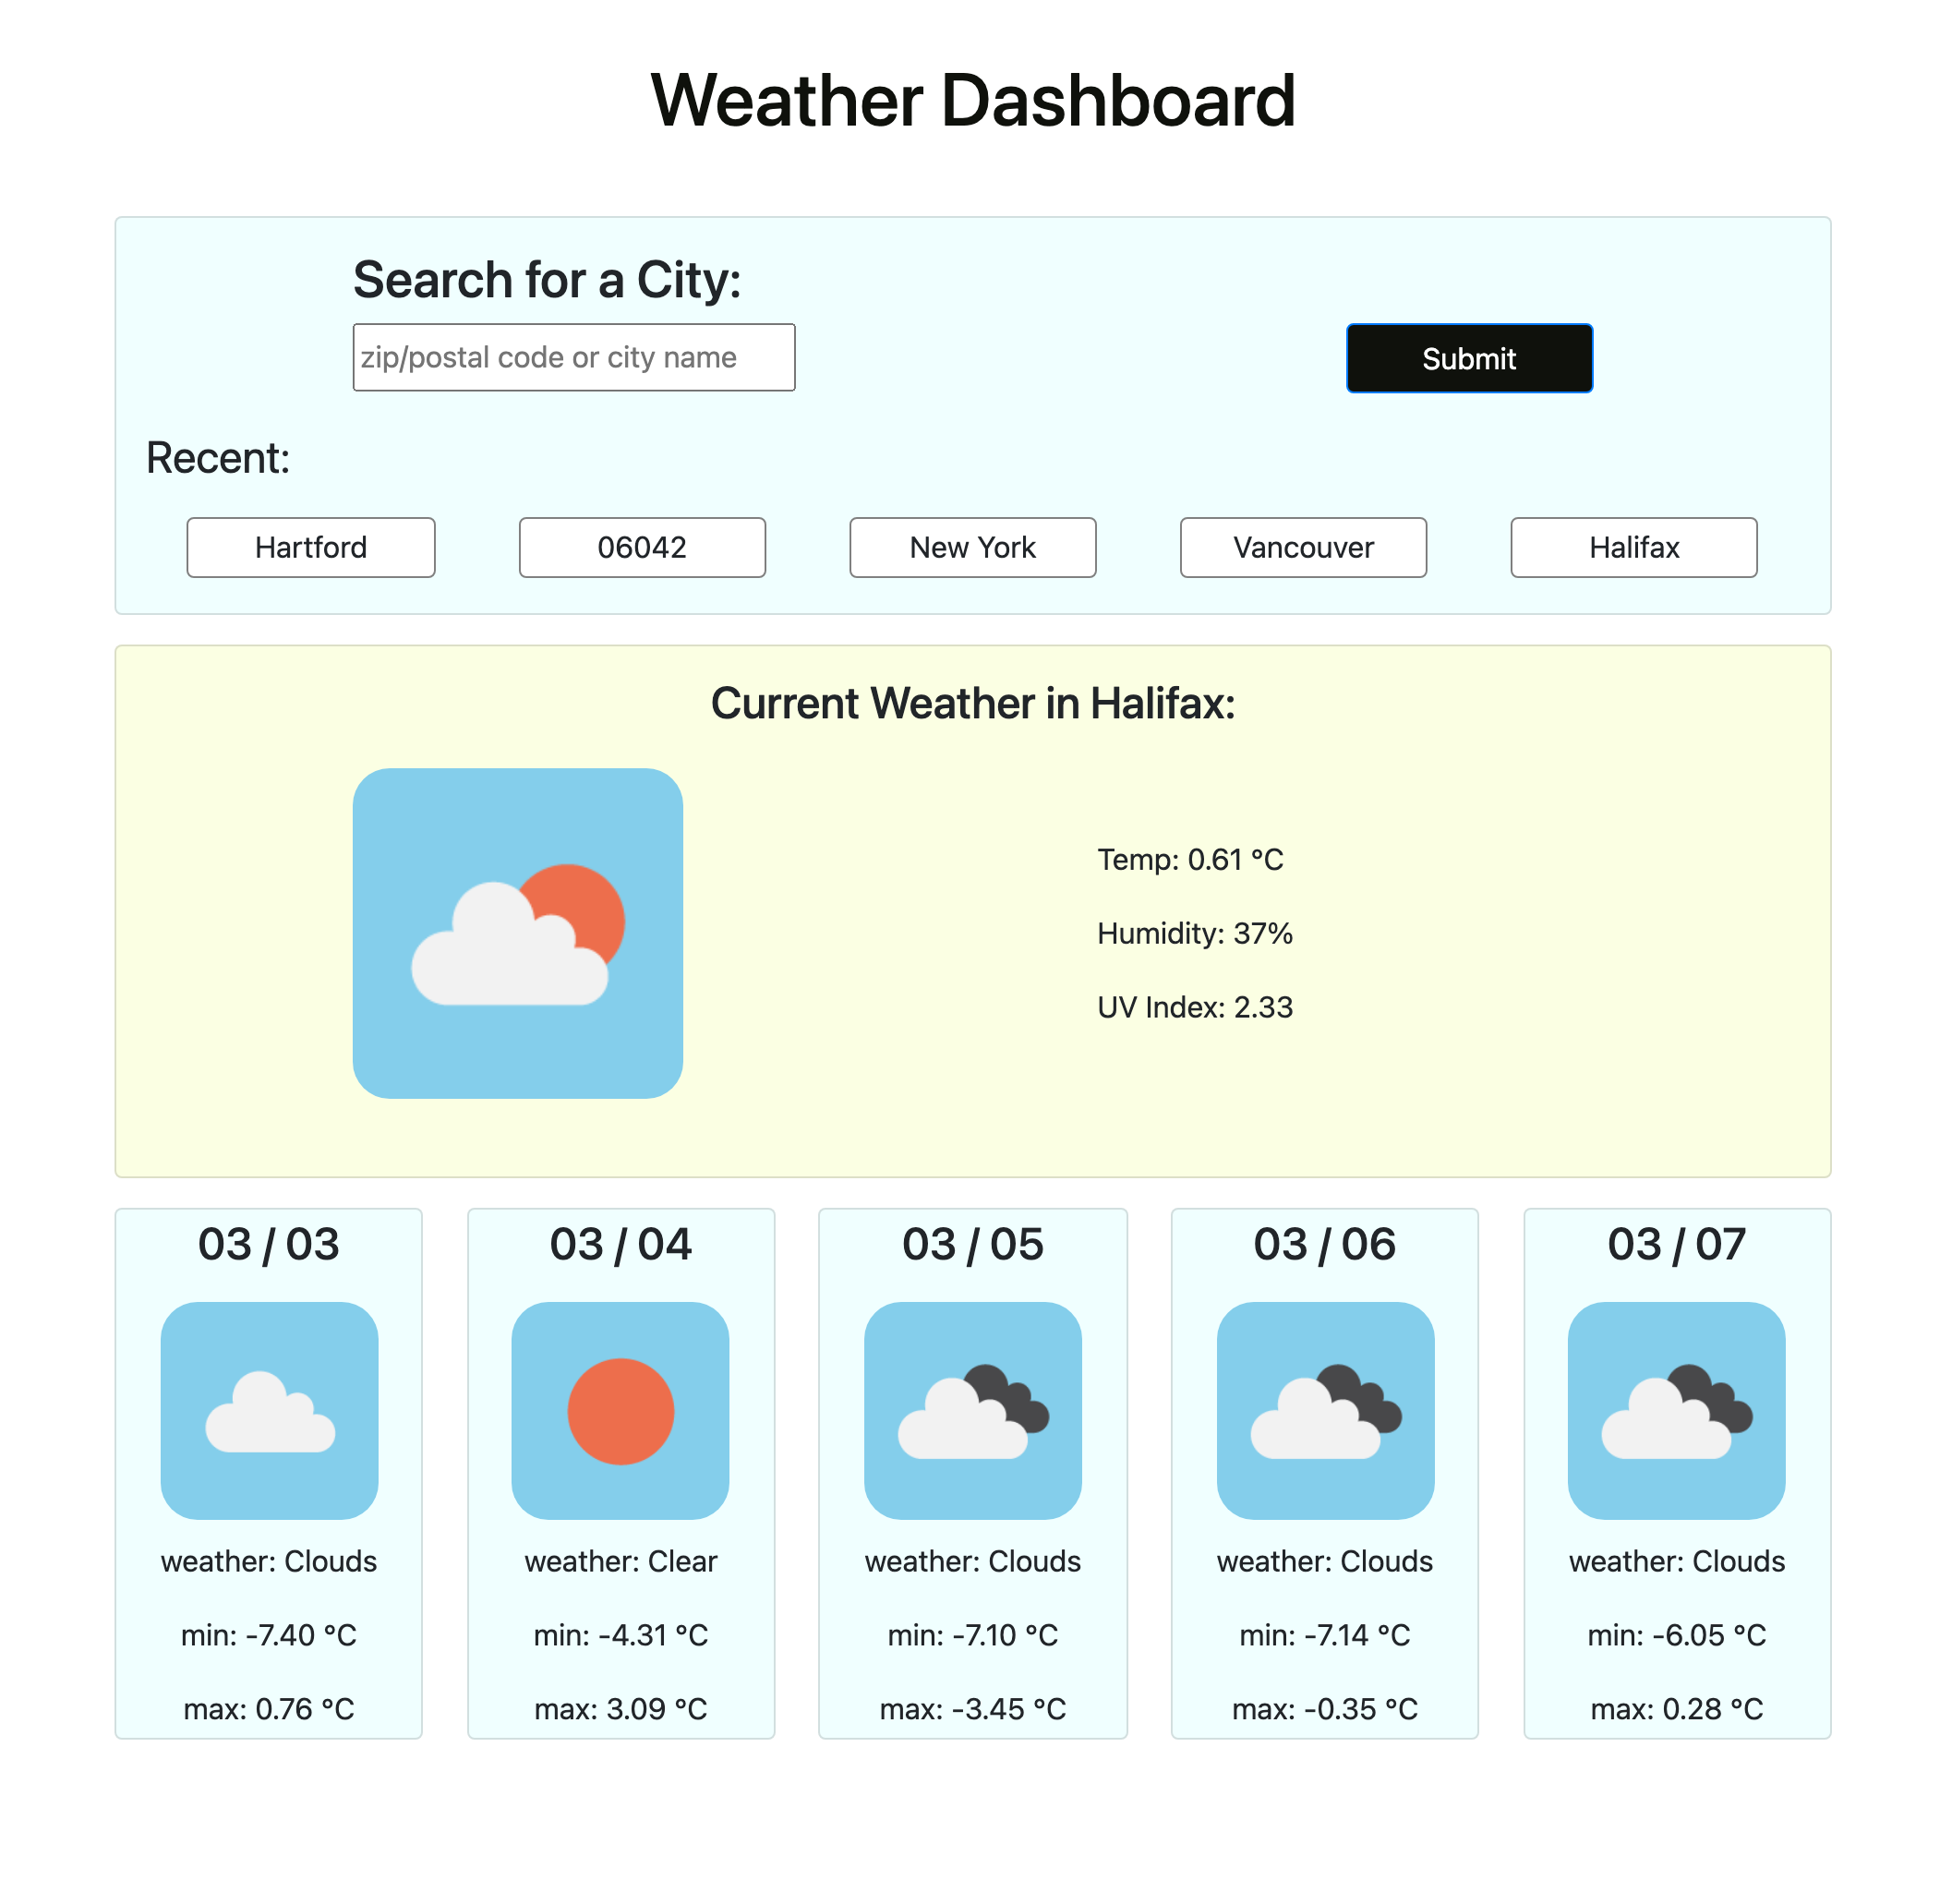 Weather Dashboard
Search for a City:
zip/postal code or city name
Submit
Recent:
Hartford
06042
New York
Vancouver
Halifax
Current Weather in Halifax:
Temp: 0.61 °C
Humidity: 37%
UV Index: 2.33
03 / 03
weather: Clouds
min: -7.40 °C
max: 0.76 °C
03 / 04
weather: Clear
min: -4.31 °C
max: 3.09 °C
03 / 05
weather: Clouds
min: -7.10 °C
max: -3.45 °C
03 / 06
weather: Clouds
min: -7.14 °C
max: -0.35 °C
03 / 07
weather: Clouds
min: -6.05 °C
max: 0.28 °C